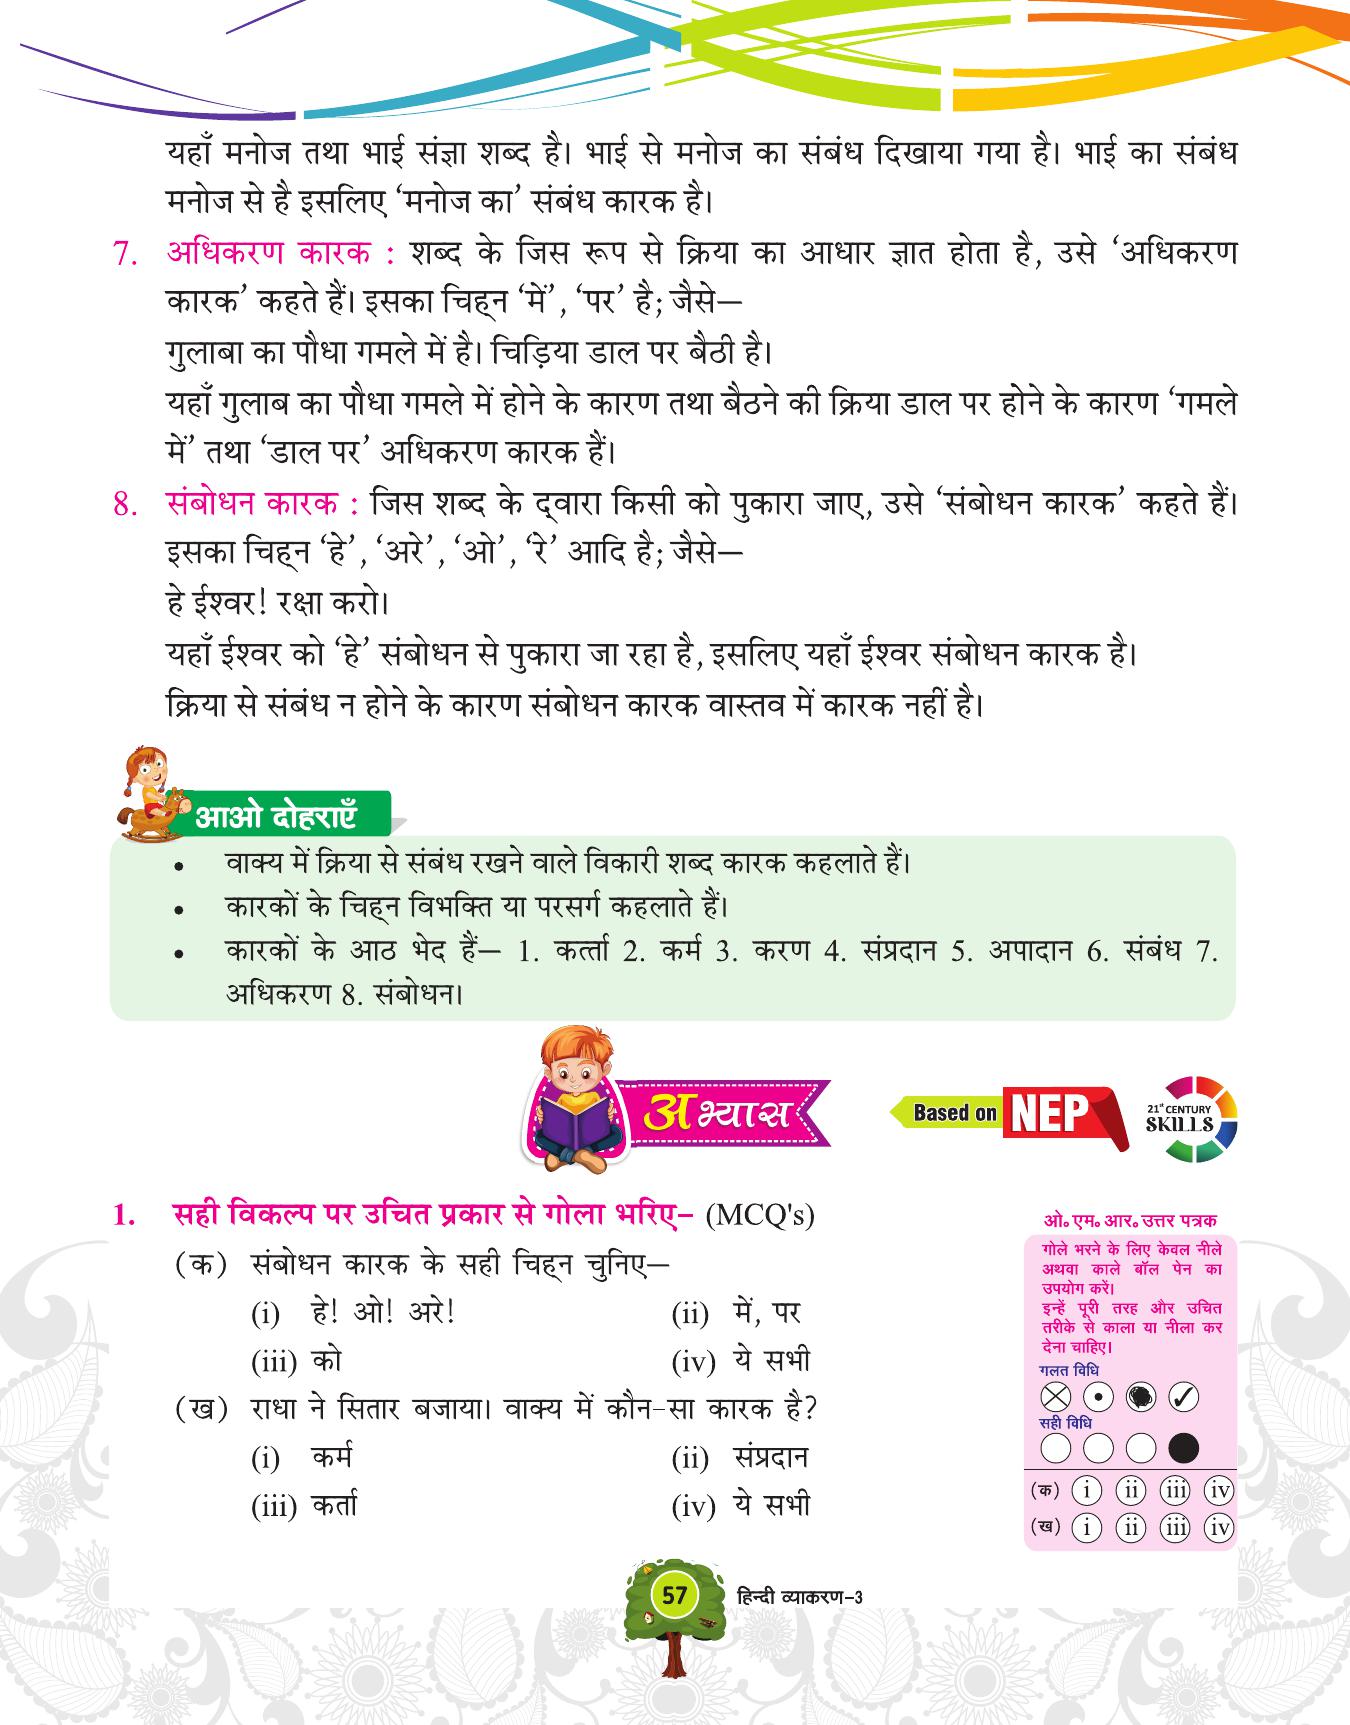 यहाँ मनोज तथा भाई संज्ञा शब्द है। भाई से मनोज का संबंध दिखाया गया है। भाई का संबंध
मनोज से है इसलिए ‘मनोज का’ संबंध कारक है।
7. अधिकरण कारक : शब्द के जिस रूप से क्रिया का आधार ज्ञात होता है, उसे ‘अधिकरण
कारक’ कहते हैं। इसका चिह्न ‘में’, ‘पर’ है; जैसे—
गुलाबा का पौधा गमले में है। चिड़िया डाल पर बैठी है।
यहाँ गुलाब का पौधा गमले में होने के कारण तथा बैठने की क्रिया डाल पर होने के कारण ‘गमले
में’ तथा ‘डाल पर’ अधिकरण कारक हैं।
8. संबोधन कारक : जिस शब्द के द्वारा किसी को पुकारा जाए, उसे ‘संबोधन कारक’ कहते हैं।
इसका चिह्न ‘हे’, ‘अरे’, ‘ओ’, ‘रे’ आदि है; जैसे—
हे ईश्वर! रक्षा करो।
यहाँ ईश्वर को ‘हे’ संबोधन से पुकारा जा रहा है, इसलिए यहाँ ईश्वर संबोधन कारक है।
क्रिया से संबंध न होने के कारण संबोधन कारक वास्तव में कारक नहीं है।
आओ दोहराएँ
• वाक्य में क्रिया से संबंध रखने वाले विकारी शब्द कारक कहलाते हैं।
• कारकों के चिह्न विभक्ति या परसर्ग कहलाते हैं।
• कारकों के आठ भेद हैं— 1. कर्त्ता 2. कर्म 3. करण 4. संप्रदान 5. अपादान 6. संबंध 7.
अधिकरण 8. संबोधन।
अभ्यास
Based on NEP
21st CENTURY
SKILLS
1. सही विकल्प पर उचित प्रकार से गोला भरिए– (MCQ's)
(क) संबोधन कारक के सही चिह्न चुनिए—
(i) हे! ओ! अरे! (ii) में, पर
(iii) को (iv) ये सभी
(ख) राधा ने सितार बजाया। वाक्य में कौन-सा कारक है?
(i) कर्म (ii) संप्रदान
(iii) कर्ता (iv) ये सभी
ओ॰ एम॰ आर॰ उत्तर पत्रक
गोले भरने के लिए केवल नीले
अथवा काले बॉल पेन का
उपयोग करें।
इन्हें पूरी तरह और उचित
तरीके से काला या नीला कर
देना चाहिए।
गलत विधि
सही विधि
(क) i ii iii iv
(ख) i ii iii iv
57 हिन्दी व्याकरण-3